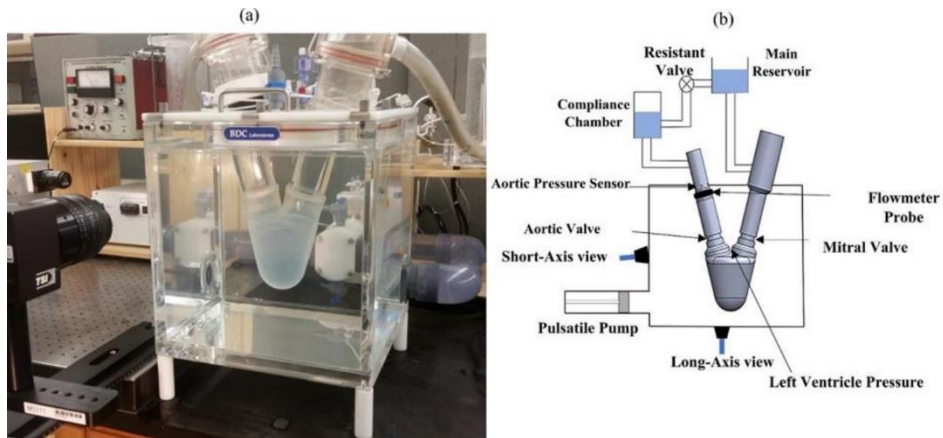 (a)
(b)
BDC Laboratories
TSI
Resistant
Valve
Main
Reservoir
Compliance
Chamber
Aortic Pressure Sensor
Flowmeter
Probe
Aortic Valve
Mitral Valve
Short-Axis view
Pulsatile Pump
Long-Axis view
Left Ventricle Pressure